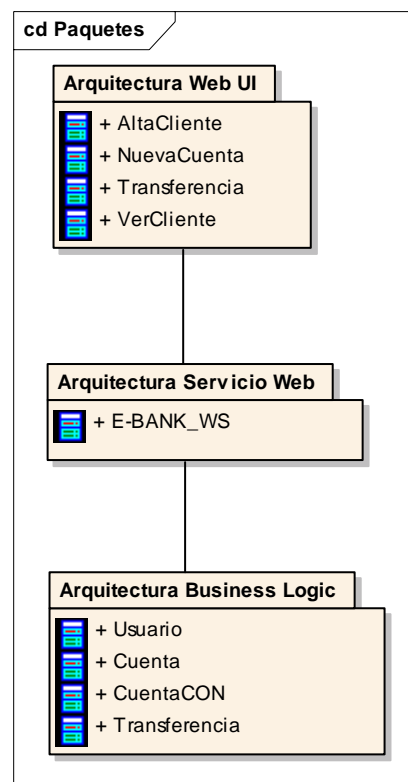 cd Paquetes
Arquitectura Web UI
+ AltaCliente
+ NuevaCuenta
+ Transferencia
+ VerCliente
Arquitectura Servicio Web
+ E-BANK_WS
Arquitectura Business Logic
+ Usuario
+ Cuenta
+ CuentaCON
+ Transferencia